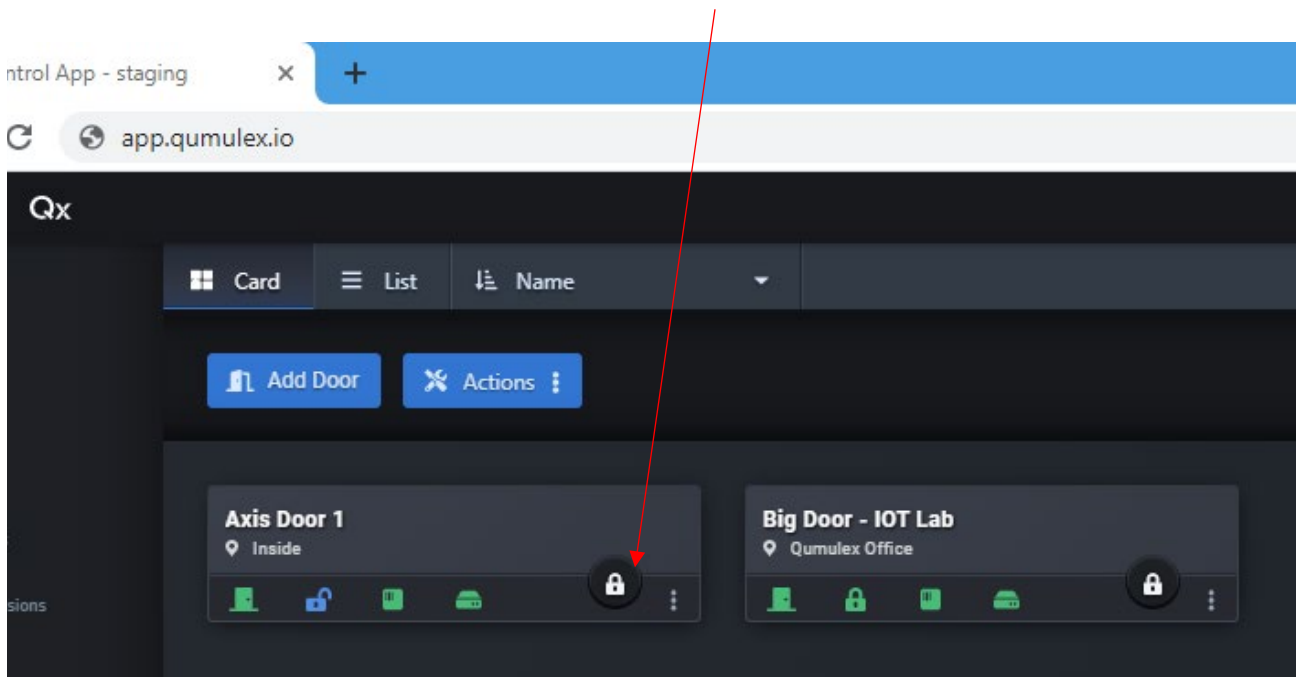 ntrol App - staging
app.qumulex.io
Qx
Card List Name
Add Door Actions
Axis Door 1
Inside
Big Door - IOT Lab
Qumulex Office
sions